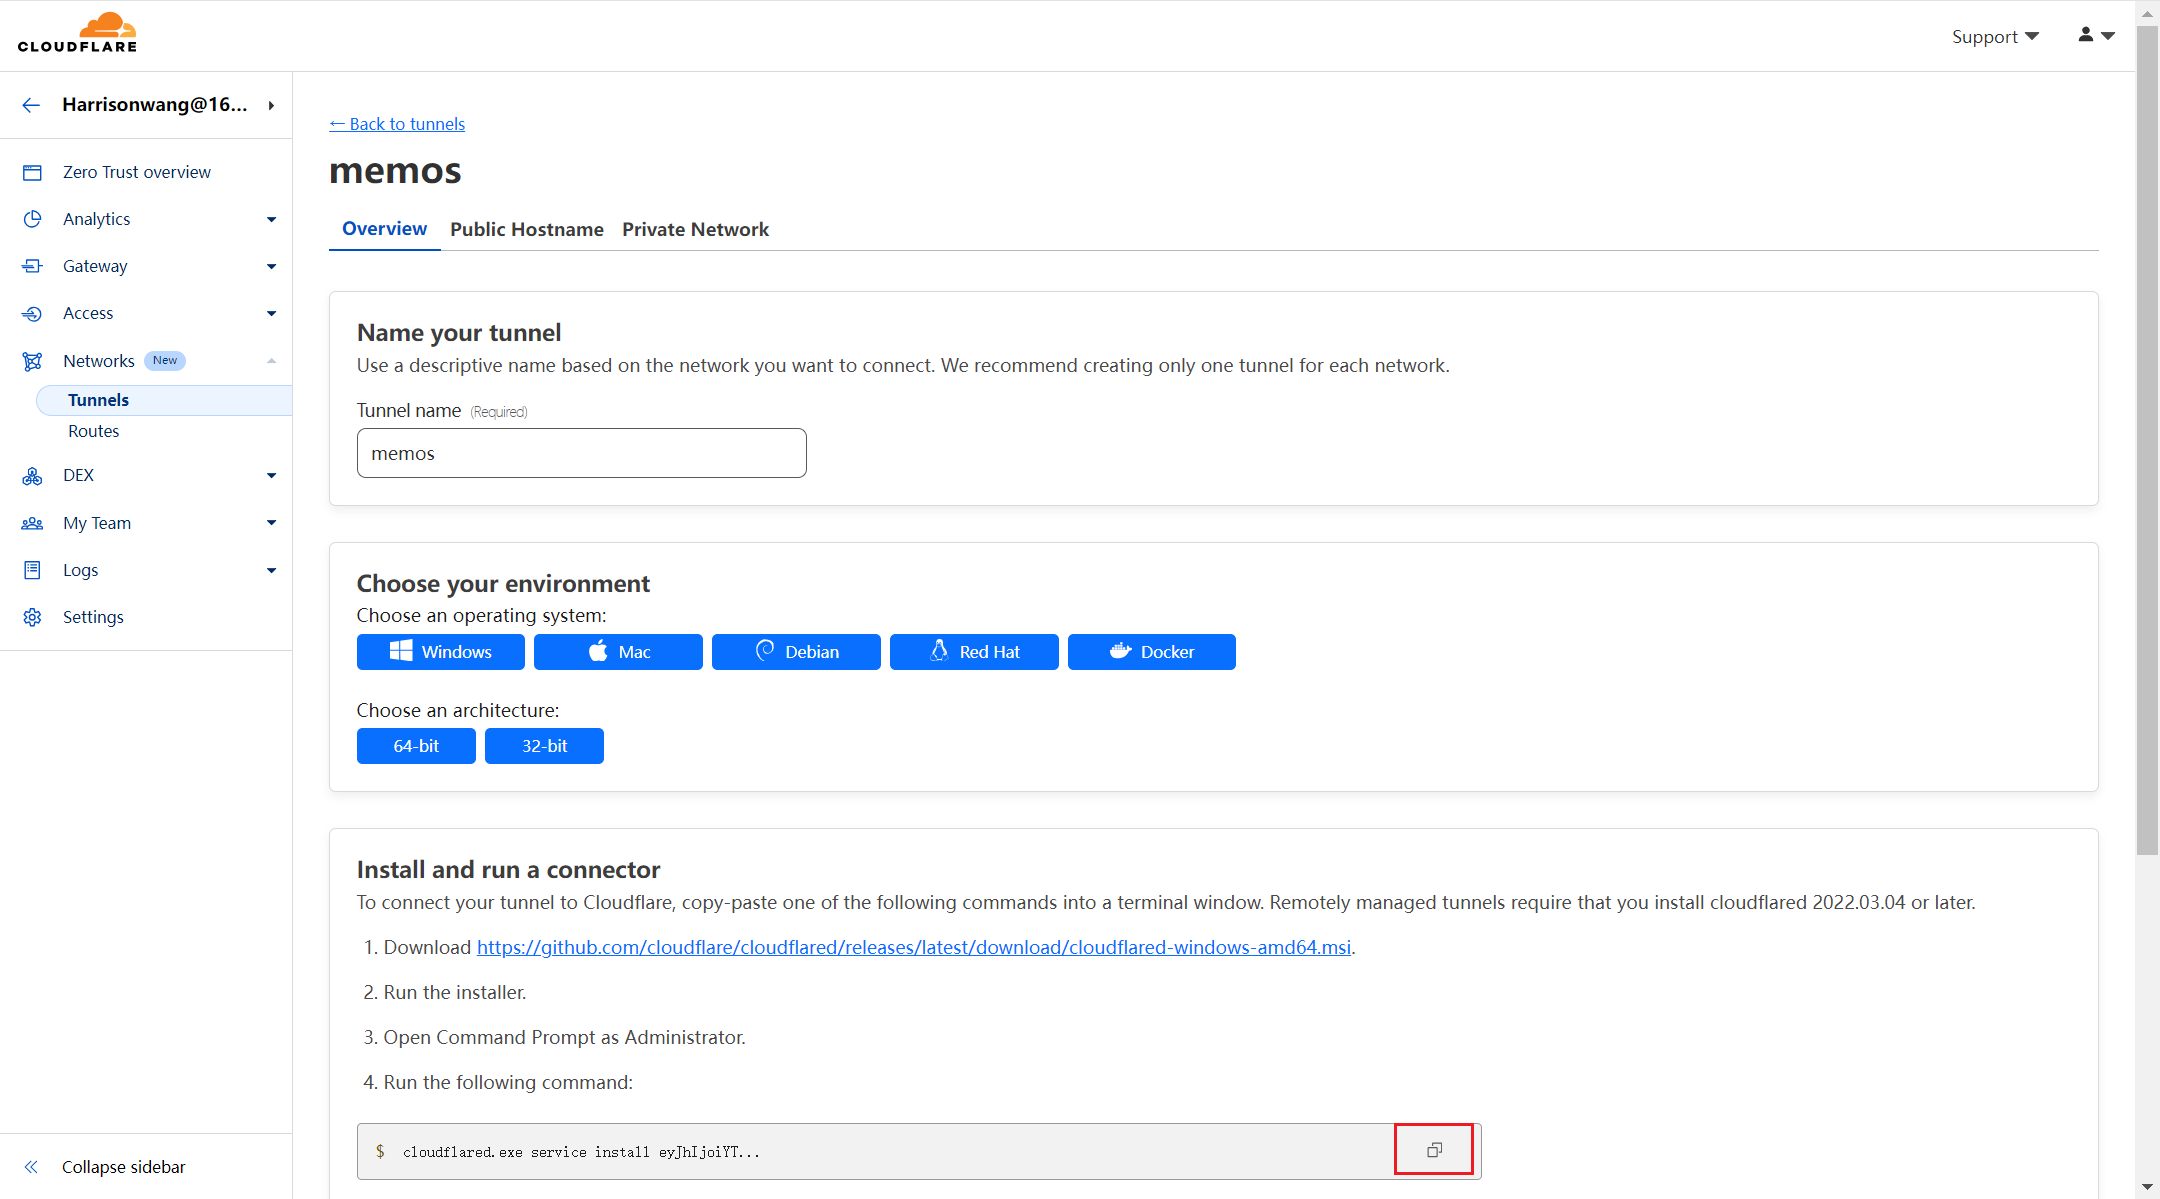 CLOUDFLARE
Support
Harrisonwang@16...
Zero Trust overview
Analytics
Gateway
Access
Networks New
Tunnels
Routes
DEX
My Team
Logs
Settings
Collapse sidebar
← Back to tunnels
memos
Overview Public Hostname Private Network
Name your tunnel
Use a descriptive name based on the network you want to connect. We recommend creating only one tunnel for each network.
Tunnel name (Required)
memos
Choose your environment
Choose an operating system:
Windows Mac Debian Red Hat Docker
Choose an architecture:
64-bit 32-bit
Install and run a connector
To connect your tunnel to Cloudflare, copy-paste one of the following commands into a terminal window. Remotely managed tunnels require that you install cloudflared 2022.03.04 or later.
1. Download https://github.com/cloudflare/cloudflared/releases/latest/download/cloudflared-windows-amd64.msi.
2. Run the installer.
3. Open Command Prompt as Administrator.
4. Run the following command:
$ cloudflared.exe service install eyJhIjoiYT...